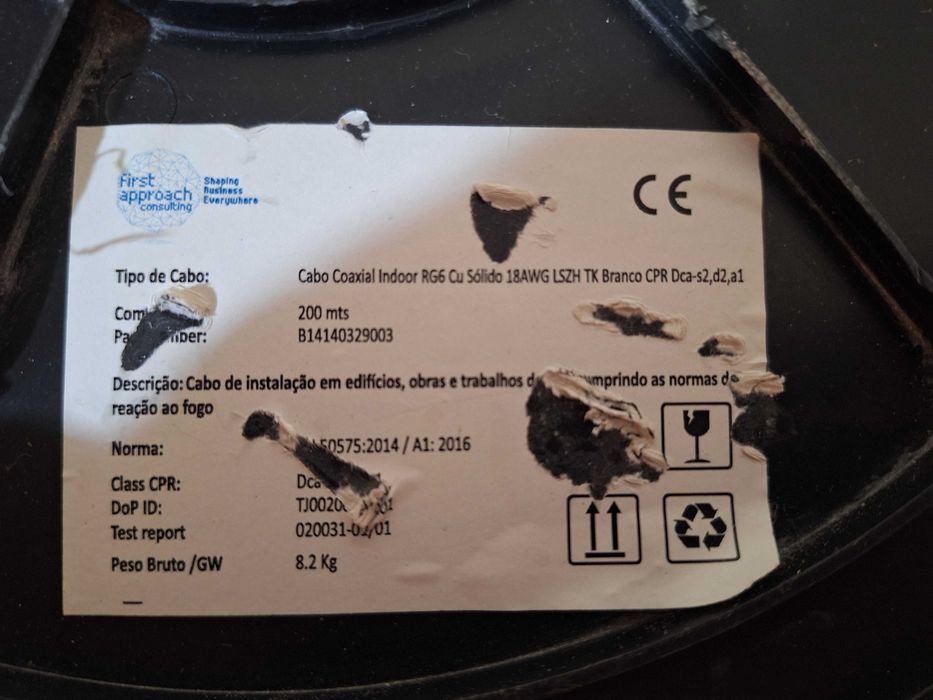 first
approach
consulting
Shaping
Business
Everywhere
CE
Tipo de Cabo: Cabo Coaxial Indoor RG6 Cu Sólido 18AWG LSZH TK Branco CPR Dca-s2,d2,a1
200 mts
B14140329003
Descrição: Cabo de instalação em edifícios, obras e trabalhos as normas de
reação ao fogo
Norma: 50575:2014 / A1: 2016
Class CPR: Dca
DoP ID:
Test report
Peso Bruto /GW 8.2 Kg